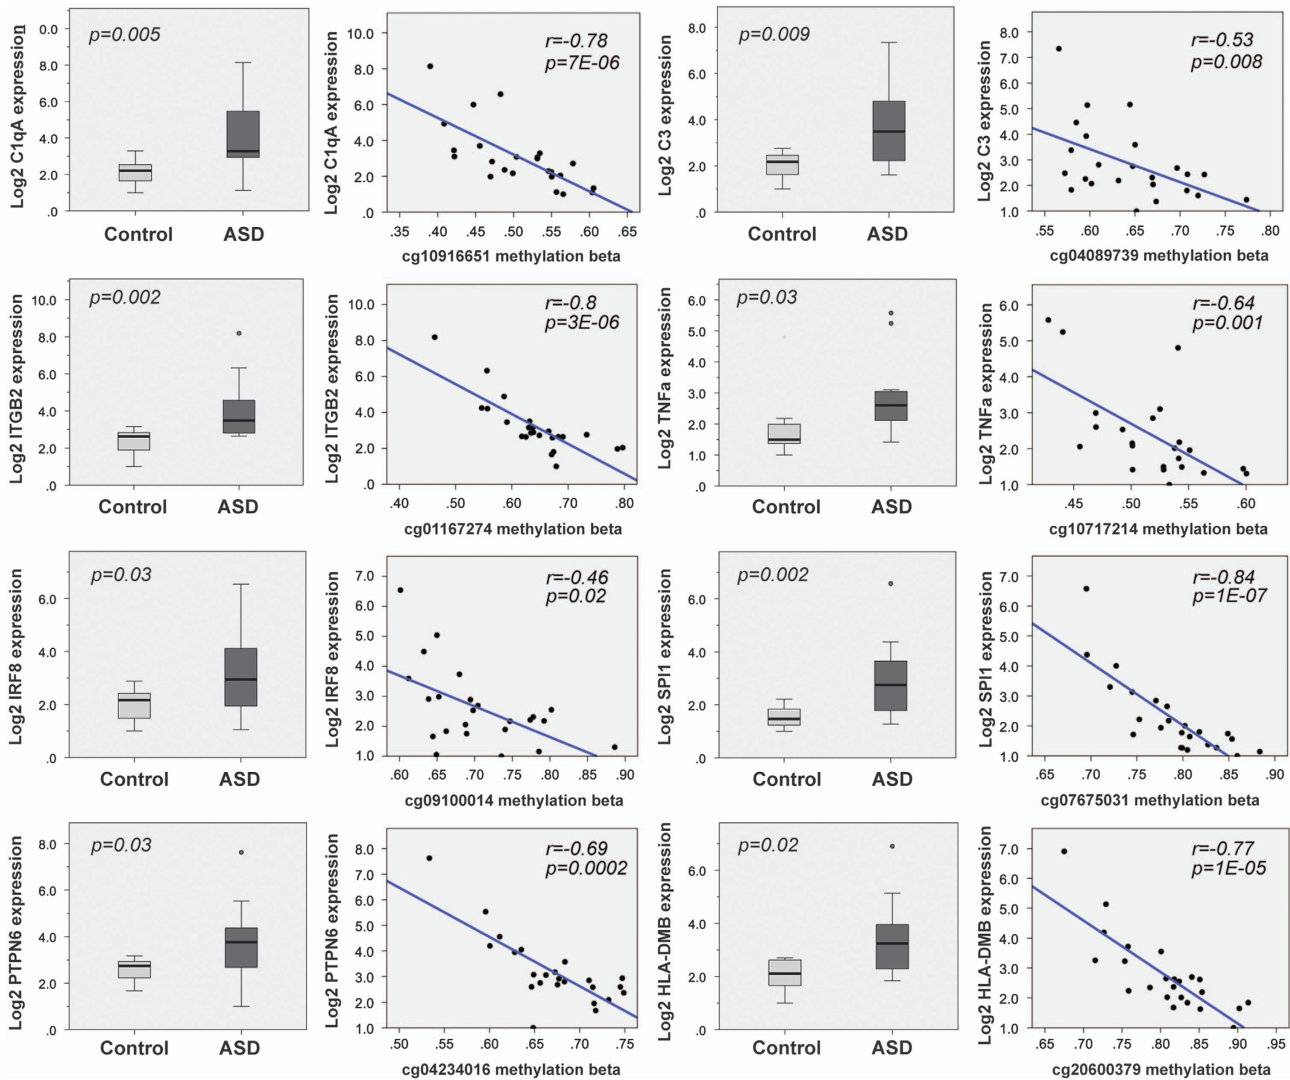 p=0.005
Log2 C1qA expression
0.0
8.0
6.0
4.0
2.0
.0
Control ASD
r=-0.78
p=7E-06
Log2 C1qA expression
10.0
8.0
6.0
4.0
2.0
.0
.35 .40 .45 .50 .55 .60 .65
cg10916651 methylation beta
p=0.009
Log2 C3 expression
8.0
6.0
4.0
2.0
.0
Control ASD
r=-0.53
p=0.008
Log2 C3 expression
8.0
7.0
6.0
5.0
4.0
3.0
2.0
1.0
.55 .60 .65 .70 .75 .80
cg04089739 methylation beta
p=0.002
Log2 ITGB2 expression
10.0
8.0
6.0
4.0
2.0
.0
Control ASD
r=-0.8
p=3E-06
Log2 ITGB2 expression
10.0
8.0
6.0
4.0
2.0
.0
.40 .50 .60 .70 .80
cg01167274 methylation beta
p=0.03
Log2 TNFa expression
6.0
5.0
4.0
3.0
2.0
1.0
.0
Control ASD
r=-0.64
p=0.001
Log2 TNFa expression
6.0
5.0
4.0
3.0
2.0
1.0
.45 .50 .55 .60
cg10717214 methylation beta
p=0.03
Log2 IRF8 expression
6.0
4.0
2.0
.0
Control ASD
r=-0.46
p=0.02
Log2 IRF8 expression
7.0
6.0
5.0
4.0
3.0
2.0
1.0
.60 .65 .70 .75 .80 .85 .90
cg09100014 methylation beta
p=0.002
Log2 SPI1 expression
6.0
4.0
2.0
.0
Control ASD
r=-0.84
p=1E-07
Log2 SPI1 expression
7.0
6.0
5.0
4.0
3.0
2.0
1.0
.65 .70 .75 .80 .85 .90
cg07675031 methylation beta
p=0.03
Log2 PTPN6 expression
8.0
6.0
4.0
2.0
.0
Control ASD
r=-0.69
p=0.0002
Log2 PTPN6 expression
8.0
7.0
6.0
5.0
4.0
3.0
2.0
1.0
.50 .55 .60 .65 .70 .75
cg04234016 methylation beta
p=0.02
Log2 HLA-DMB expression
6.0
4.0
2.0
.0
Control ASD
r=-0.77
p=1E-05
Log2 HLA-DMB expression
7.0
6.0
5.0
4.0
3.0
2.0
1.0
.65 .70 .75 .80 .85 .90 .95
cg20600379 methylation beta